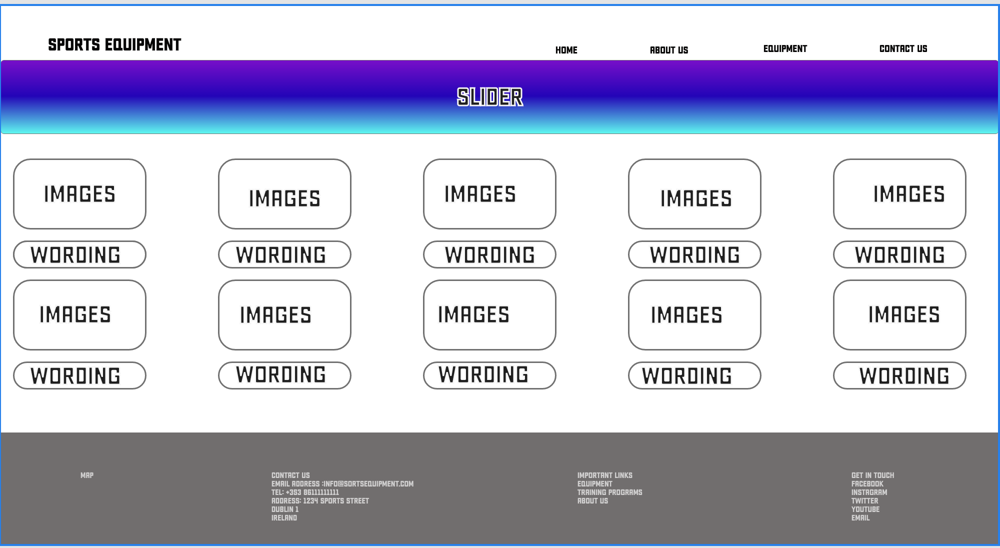 SPORTS EQUIPMENT
HOME
ABOUT US
EQUIPMENT
CONTACT US
SLIDER
IMAGES
IMAGES
IMAGES
IMAGES
IMAGES
WORDING
WORDING
WORDING
WORDING
WORDING
IMAGES
IMAGES
IMAGES
IMAGES
IMAGES
WORDING
WORDING
WORDING
WORDING
WORDING
MAP
CONTACT US
EMAIL ADDRESS :INFO@SORTSEQUIPMENT.COM
TEL: +353 86111111111
ADDRESS: 1234 SPORTS STREET
DUBLIN 1
IRELAND
IMPORTANT LINKS
EQUIPMENT
TRAINING PROGRAMS
ABOUT US
GET IN TOUCH
FACEBOOK
INSTAGRAM
TWITTER
YOUTUBE
EMAIL